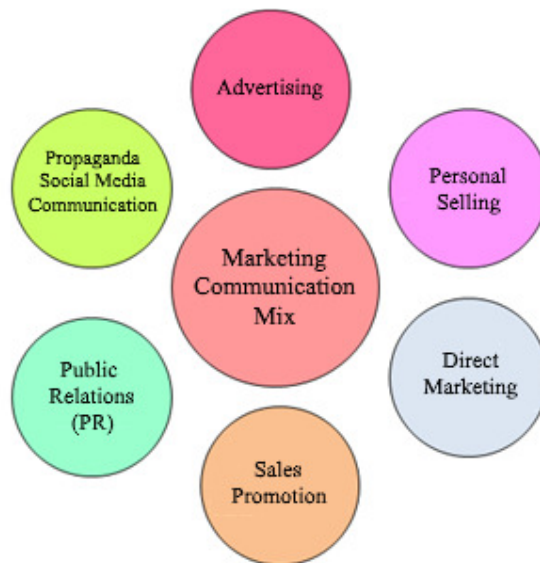 Advertising
Propaganda
Social Media
Communication
Personal
Selling
Marketing
Communication
Mix
Public
Relations
(PR)
Direct
Marketing
Sales
Promotion